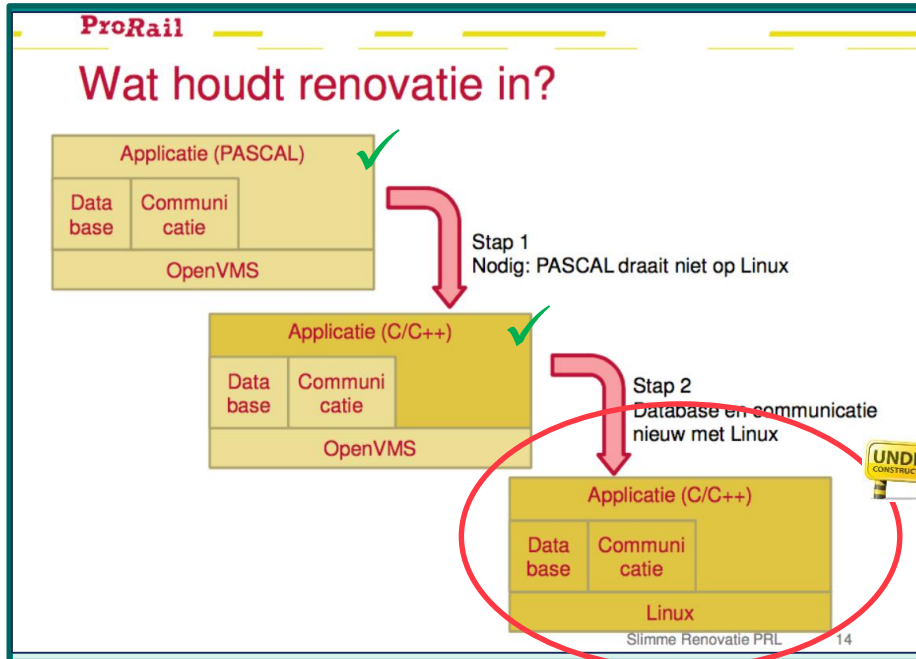 ProRail
Wat houdt renovatie in?
Applicatie (PASCAL)
Data
base
Communi
catie
OpenVMS
Stap 1
Nodig: PASCAL draait niet op Linux
Applicatie (C/C++)
Data
base
Communi
catie
OpenVMS
Stap 2
Database en communicatie
nieuw met Linux
Applicatie (C/C++)
Data
base
Communi
catie
Linux
Slimme Renovatie PRL
14